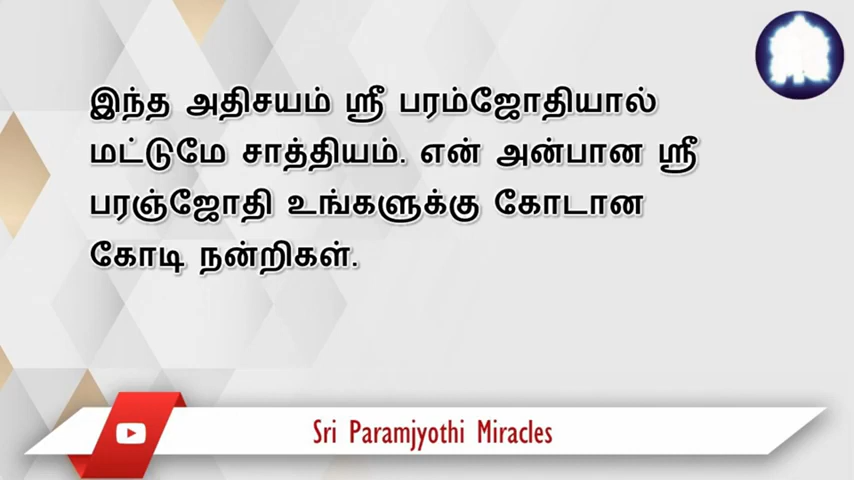 இந்த அதிசயம் ஸ்ரீ பரம்ஜோதியால்
மட்டுமே சாத்தியம். என் அன்பான ஸ்ரீ
பரஞ்ஜோதி உங்களுக்கு கோடான
கோடி நன்றிகள்.
Sri Paramjyothi Miracles